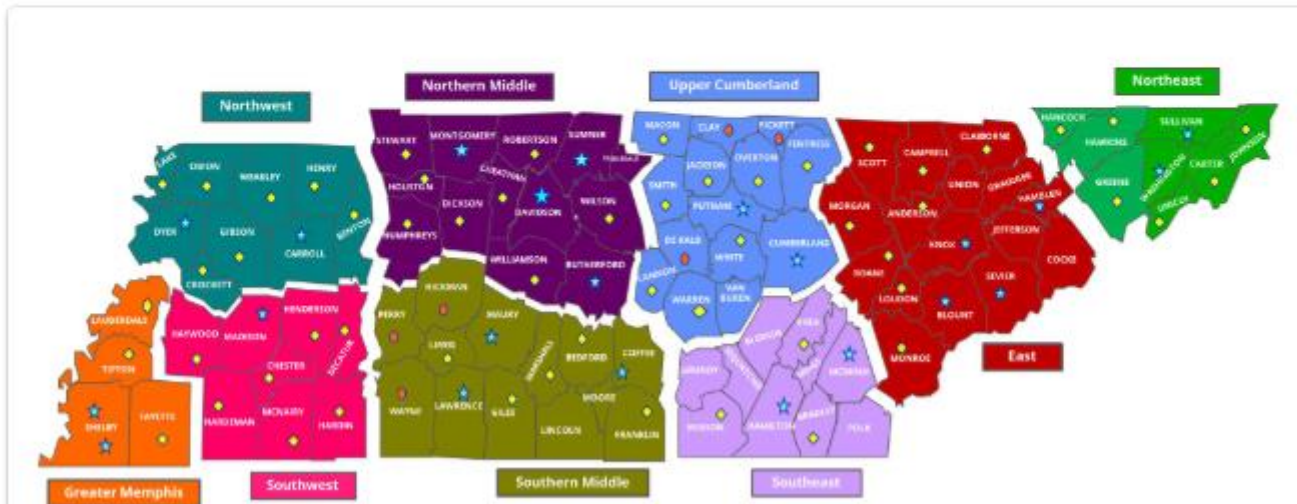 Northern Middle
Upper Cumberland
Northeast
Northwest
STEWART
MONTGOMERY
ROBERTSON
SUMNER
MACON
CLAY
PICKETT
FENTRESS
HANCOCK
SULLIVAN
HAWKINS
LAKE
OBION
WEAKLEY
HENRY
CHEATHAM
JACKSON
OVERTON
SCOTT
CAMPBELL
CLAIBORNE
CARTER
JOHNSON
HOUSTON
SMITH
UNION
GREENE
WASHINGTON
UNICOI
DICKSON
DAVIDSON
WILSON
PUTNAM
MORGAN
ANDERSON
HAMBLEN
DYER
GIBSON
CARROLL
BENTON
HUMPHREYS
DE KALB
WHITE
CUMBERLAND
KNOX
JEFFERSON
WILLIAMSON
RUTHERFORD
CANNON
ROANE
SEVIER
COCKE
CROCKETT
HICKMAN
WARREN
VAN
BUREN
LOUDON
BLOUNT
LAUDERDALE
HAYWOOD
MADISON
HENDERSON
DECATUR
PERRY
LEWIS
MAURY
MARSHALL
BEDFORD
COFFEE
MONROE
East
TIPTON
CHESTER
GRUNDY
MCMINN
SHELBY
FAYETTE
HARDEMAN
MCNAIRY
HARDIN
WAYNE
LAWRENCE
GILES
MOORE
LINCOLN
FRANKLIN
MARION
HAMILTON
BRADLEY
POLK
Greater Memphis
Southwest
Southern Middle
Southeast